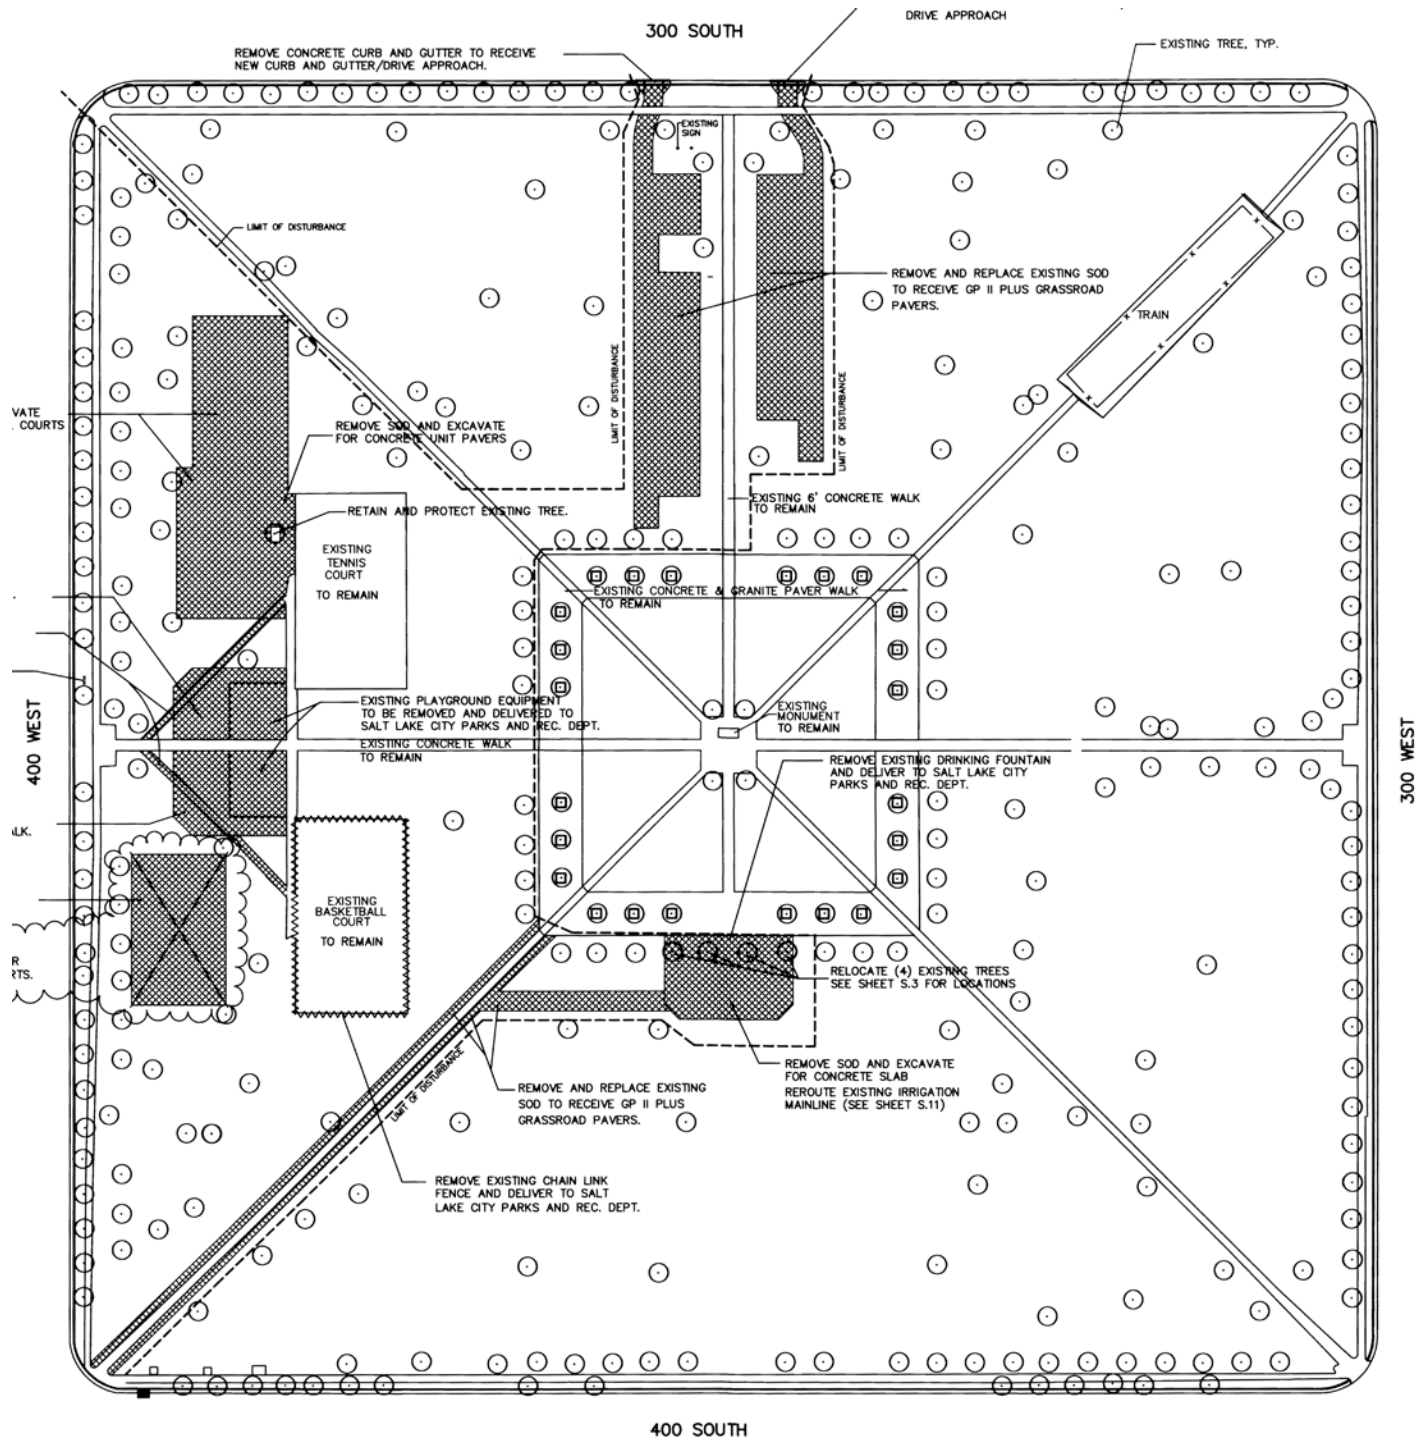 300 SOUTH
DRIVE APPROACH
REMOVE CONCRETE CURB AND GUTTER TO RECEIVE
NEW CURB AND GUTTER/DRIVE APPROACH.
EXISTING TREE, TYP.
EXISTING
SIGN
LIMIT OF DISTURBANCE
REMOVE AND REPLACE EXISTING SOD
TO RECEIVE GP II PLUS GRASSROAD
PAVERS.
TRAIN
LIMIT OF DISTURBANCE
LIMIT OF DISTURBANCE
VATE
COURTS
REMOVE SOD AND EXCAVATE
FOR CONCRETE UNIT PAVERS
EXISTING 6' CONCRETE WALK
TO REMAIN
RETAIN AND PROTECT EXISTING TREE.
EXISTING
TENNIS
COURT
TO REMAIN
EXISTING CONCRETE & GRANITE PAVER WALK
TO REMAIN
EXISTING PLAYGROUND EQUIPMENT
TO BE REMOVED AND DELIVERED TO
SALT LAKE CITY PARKS AND REC. DEPT.
EXISTING CONCRETE WALK
TO REMAIN
EXISTING
MONUMENT
TO REMAIN
400 WEST
300 WEST
REMOVE EXISTING DRINKING FOUNTAIN
AND DELIVER TO SALT LAKE CITY
PARKS AND REC. DEPT.
ALK.
EXISTING
BASKETBALL
COURT
TO REMAIN
R
RTS.
RELOCATE (4) EXISTING TREES
SEE SHEET S.3 FOR LOCATIONS
REMOVE SOD AND EXCAVATE
FOR CONCRETE SLAB
REROUTE EXISTING IRRIGATION
MAINLINE (SEE SHEET S.11)
LIMIT OF DISTURBANCE
REMOVE AND REPLACE EXISTING
SOD TO RECEIVE GP II PLUS
GRASSROAD PAVERS.
REMOVE EXISTING CHAIN LINK
FENCE AND DELIVER TO SALT
LAKE CITY PARKS AND REC. DEPT.
400 SOUTH